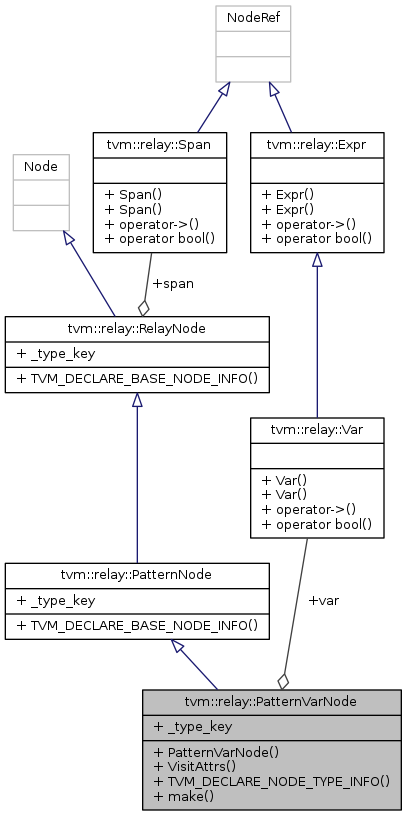 NodeRef
tvm::relay::Span
+ Span()
+ Span()
+ operator->()
+ operator bool()
tvm::relay::Expr
+ Expr()
+ Expr()
+ operator->()
+ operator bool()
Node
+span
tvm::relay::RelayNode
+ _type_key
+ TVM_DECLARE_BASE_NODE_INFO()
tvm::relay::Var
+ Var()
+ Var()
+ operator->()
+ operator bool()
tvm::relay::PatternNode
+ _type_key
+ TVM_DECLARE_BASE_NODE_INFO()
+var
tvm::relay::PatternVarNode
+ _type_key
+ PatternVarNode()
+ VisitAttrs()
+ TVM_DECLARE_NODE_TYPE_INFO()
+ make()